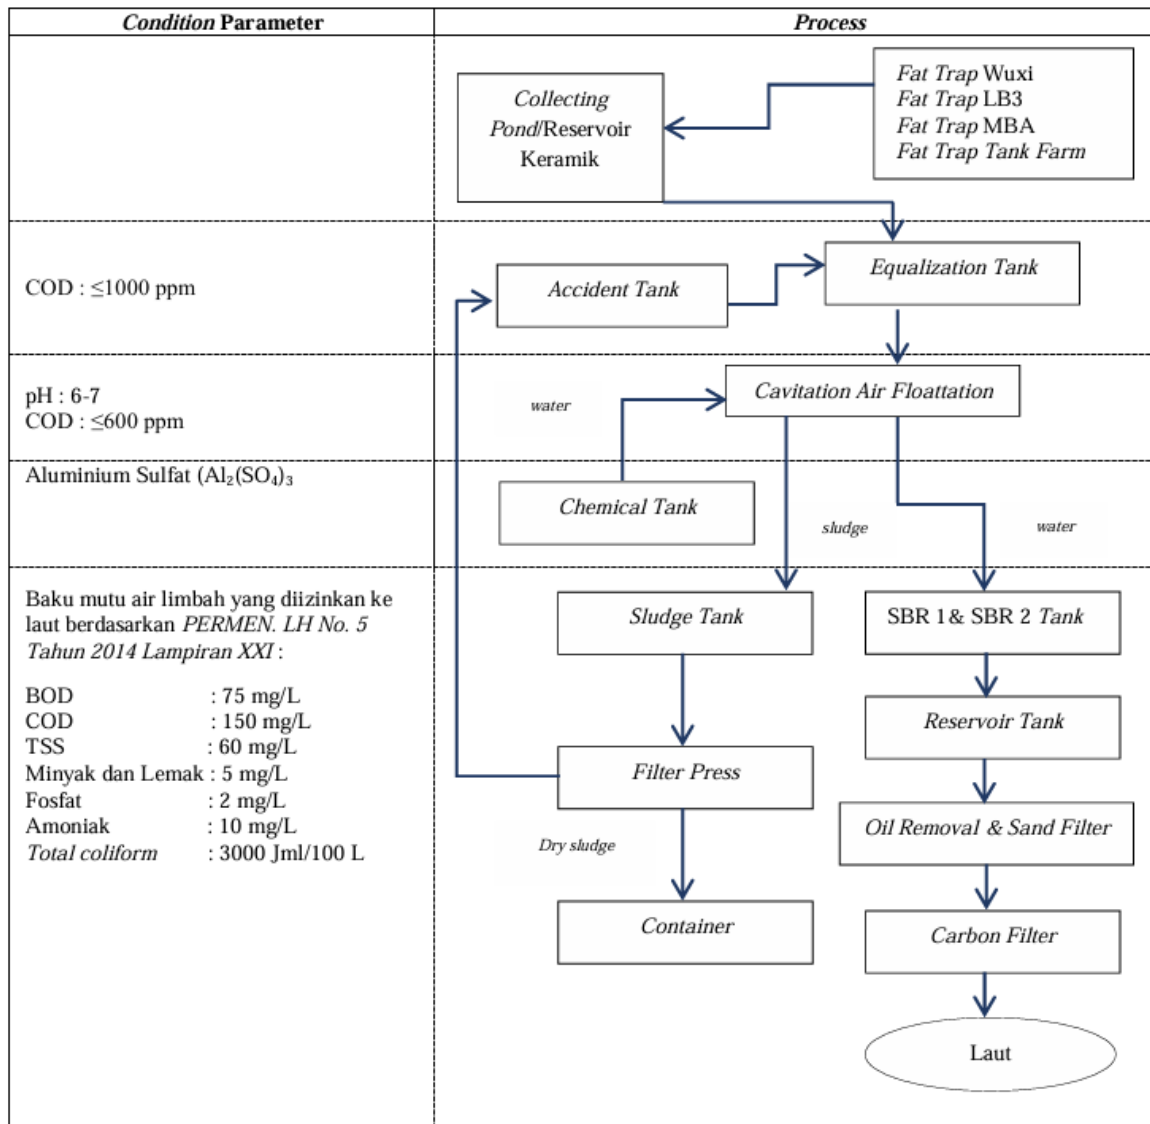 Condition Parameter
Process
Fat Trap Wuxi
Fat Trap LB3
Fat Trap MBA
Fat Trap Tank Farm
Collecting
Pond/Reservoir
Keramik
COD : ≤1000 ppm
Equalization Tank
Accident Tank
pH : 6-7
COD : ≤600 ppm
water
Cavitation Air Floattation
Aluminium Sulfat (Al₂(SO₄)₃
Chemical Tank
sludge
water
Baku mutu air limbah yang diizinkan ke
laut berdasarkan PERMEN. LH No. 5
Tahun 2014 Lampiran XXI :
BOD : 75 mg/L
COD : 150 mg/L
TSS : 60 mg/L
Minyak dan Lemak : 5 mg/L
Fosfat : 2 mg/L
Amoniak : 10 mg/L
Total coliform : 3000 Jml/100 L
Sludge Tank
SBR 1& SBR 2 Tank
Reservoir Tank
Filter Press
Oil Removal & Sand Filter
Dry sludge
Container
Carbon Filter
Laut